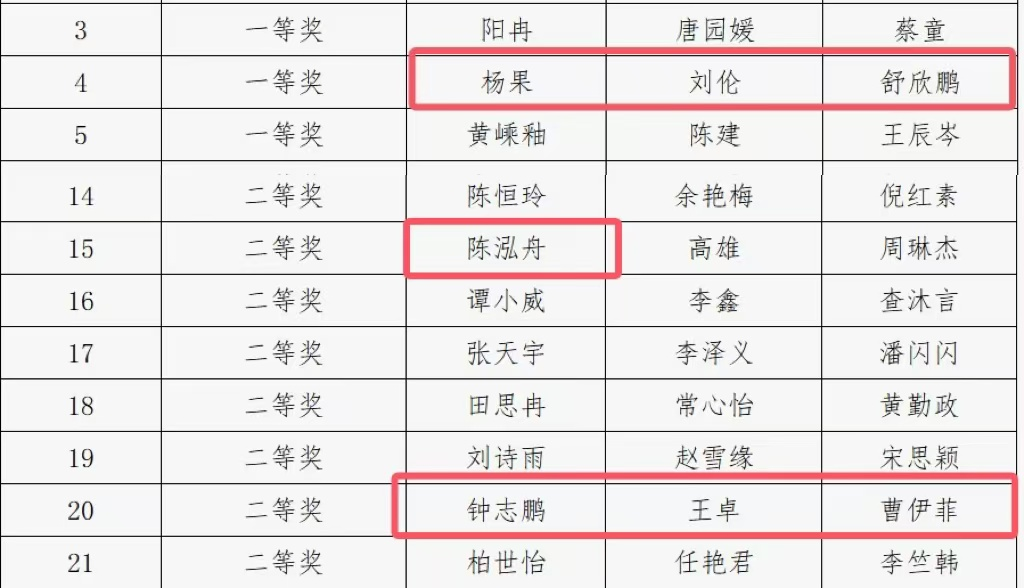 3 一等奖 阳冉 唐园媛 蔡童
4 一等奖 杨果 刘伦 舒欣鹏
5 一等奖 黄嵊釉 陈建 王辰岑
14 二等奖 陈恒玲 余艳梅 倪红素
15 二等奖 陈泓舟 高雄 周琳杰
16 二等奖 谭小威 李鑫 查沐言
17 二等奖 张天宇 李泽义 潘闪闪
18 二等奖 田思冉 常心怡 黄勤政
19 二等奖 刘诗雨 赵雪缘 宋思颖
20 二等奖 钟志鹏 王卓 曹伊菲
21 二等奖 柏世怡 任艳君 李竺韩